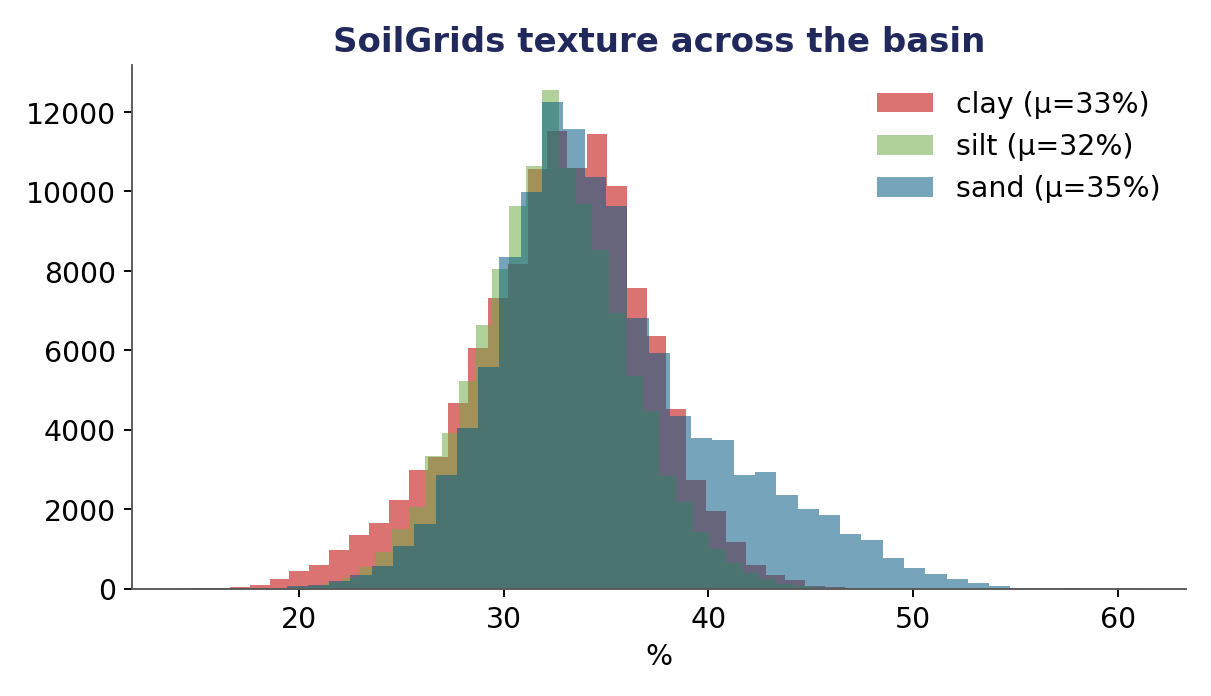 SoilGrids texture across the basin
clay (μ=33%)
silt (μ=32%)
sand (μ=35%)
12000
10000
8000
6000
4000
2000
0
20 30 40 50 60
%